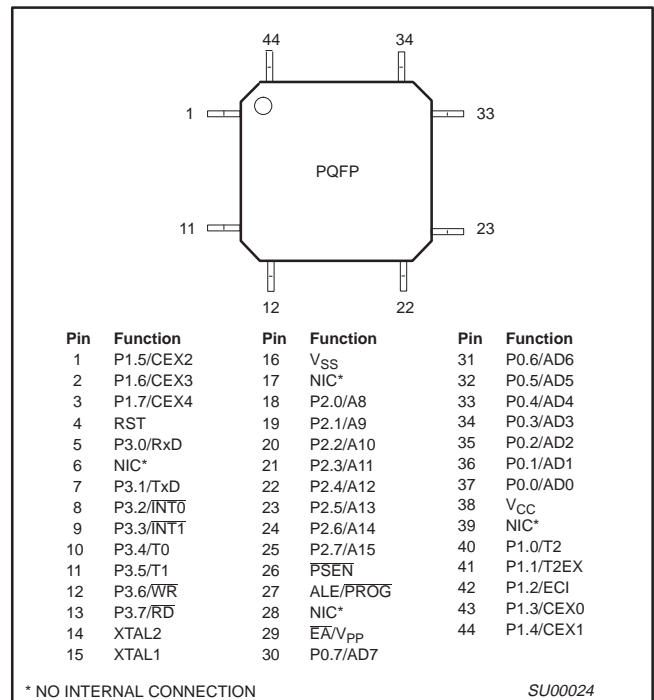 44 34
1 33
PQFP
11 23
12 22
Pin Function Pin Function Pin Function
1 P1.5/CEX2 16 VSS 31 P0.6/AD6
2 P1.6/CEX3 17 NIC* 32 P0.5/AD5
3 P1.7/CEX4 18 P2.0/A8 33 P0.4/AD4
4 RST 19 P2.1/A9 34 P0.3/AD3
5 P3.0/RxD 20 P2.2/A10 35 P0.2/AD2
6 NIC* 21 P2.3/A11 36 P0.1/AD1
7 P3.1/TxD 22 P2.4/A12 37 P0.0/AD0
8 P3.2/I̅N̅T̅0̅ 23 P2.5/A13 38 VCC
9 P3.3/I̅N̅T̅1̅ 24 P2.6/A14 39 NIC*
10 P3.4/T0 25 P2.7/A15 40 P1.0/T2
11 P3.5/T1 26 P̅S̅E̅N̅ 41 P1.1/T2EX
12 P3.6/W̅R̅ 27 ALE/P̅R̅O̅G̅ 42 P1.2/ECI
13 P3.7/R̅D̅ 28 NIC* 43 P1.3/CEX0
14 XTAL2 29 E̅A̅/VPP 44 P1.4/CEX1
15 XTAL1 30 P0.7/AD7
* NO INTERNAL CONNECTION SU00024